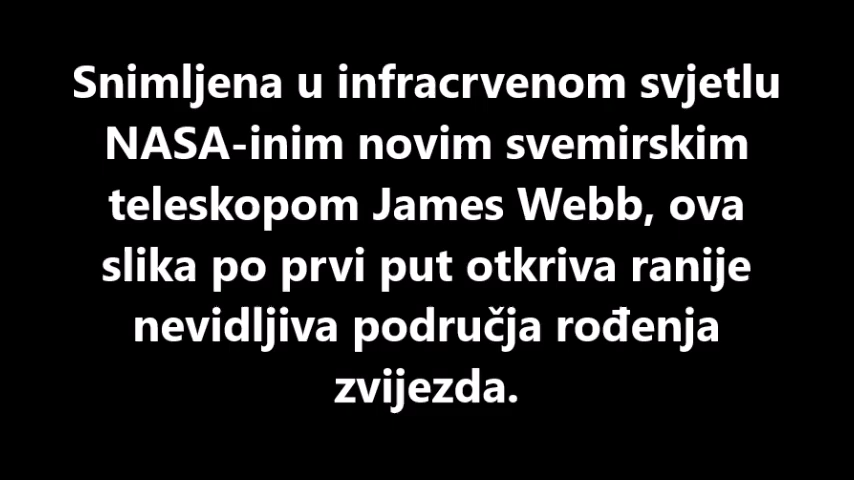 Snimljena u infracrvenom svjetlu
NASA-inim novim svemirskim
teleskopom James Webb, ova
slika po prvi put otkriva ranije
nevidljiva područja rođenja
zvijezda.